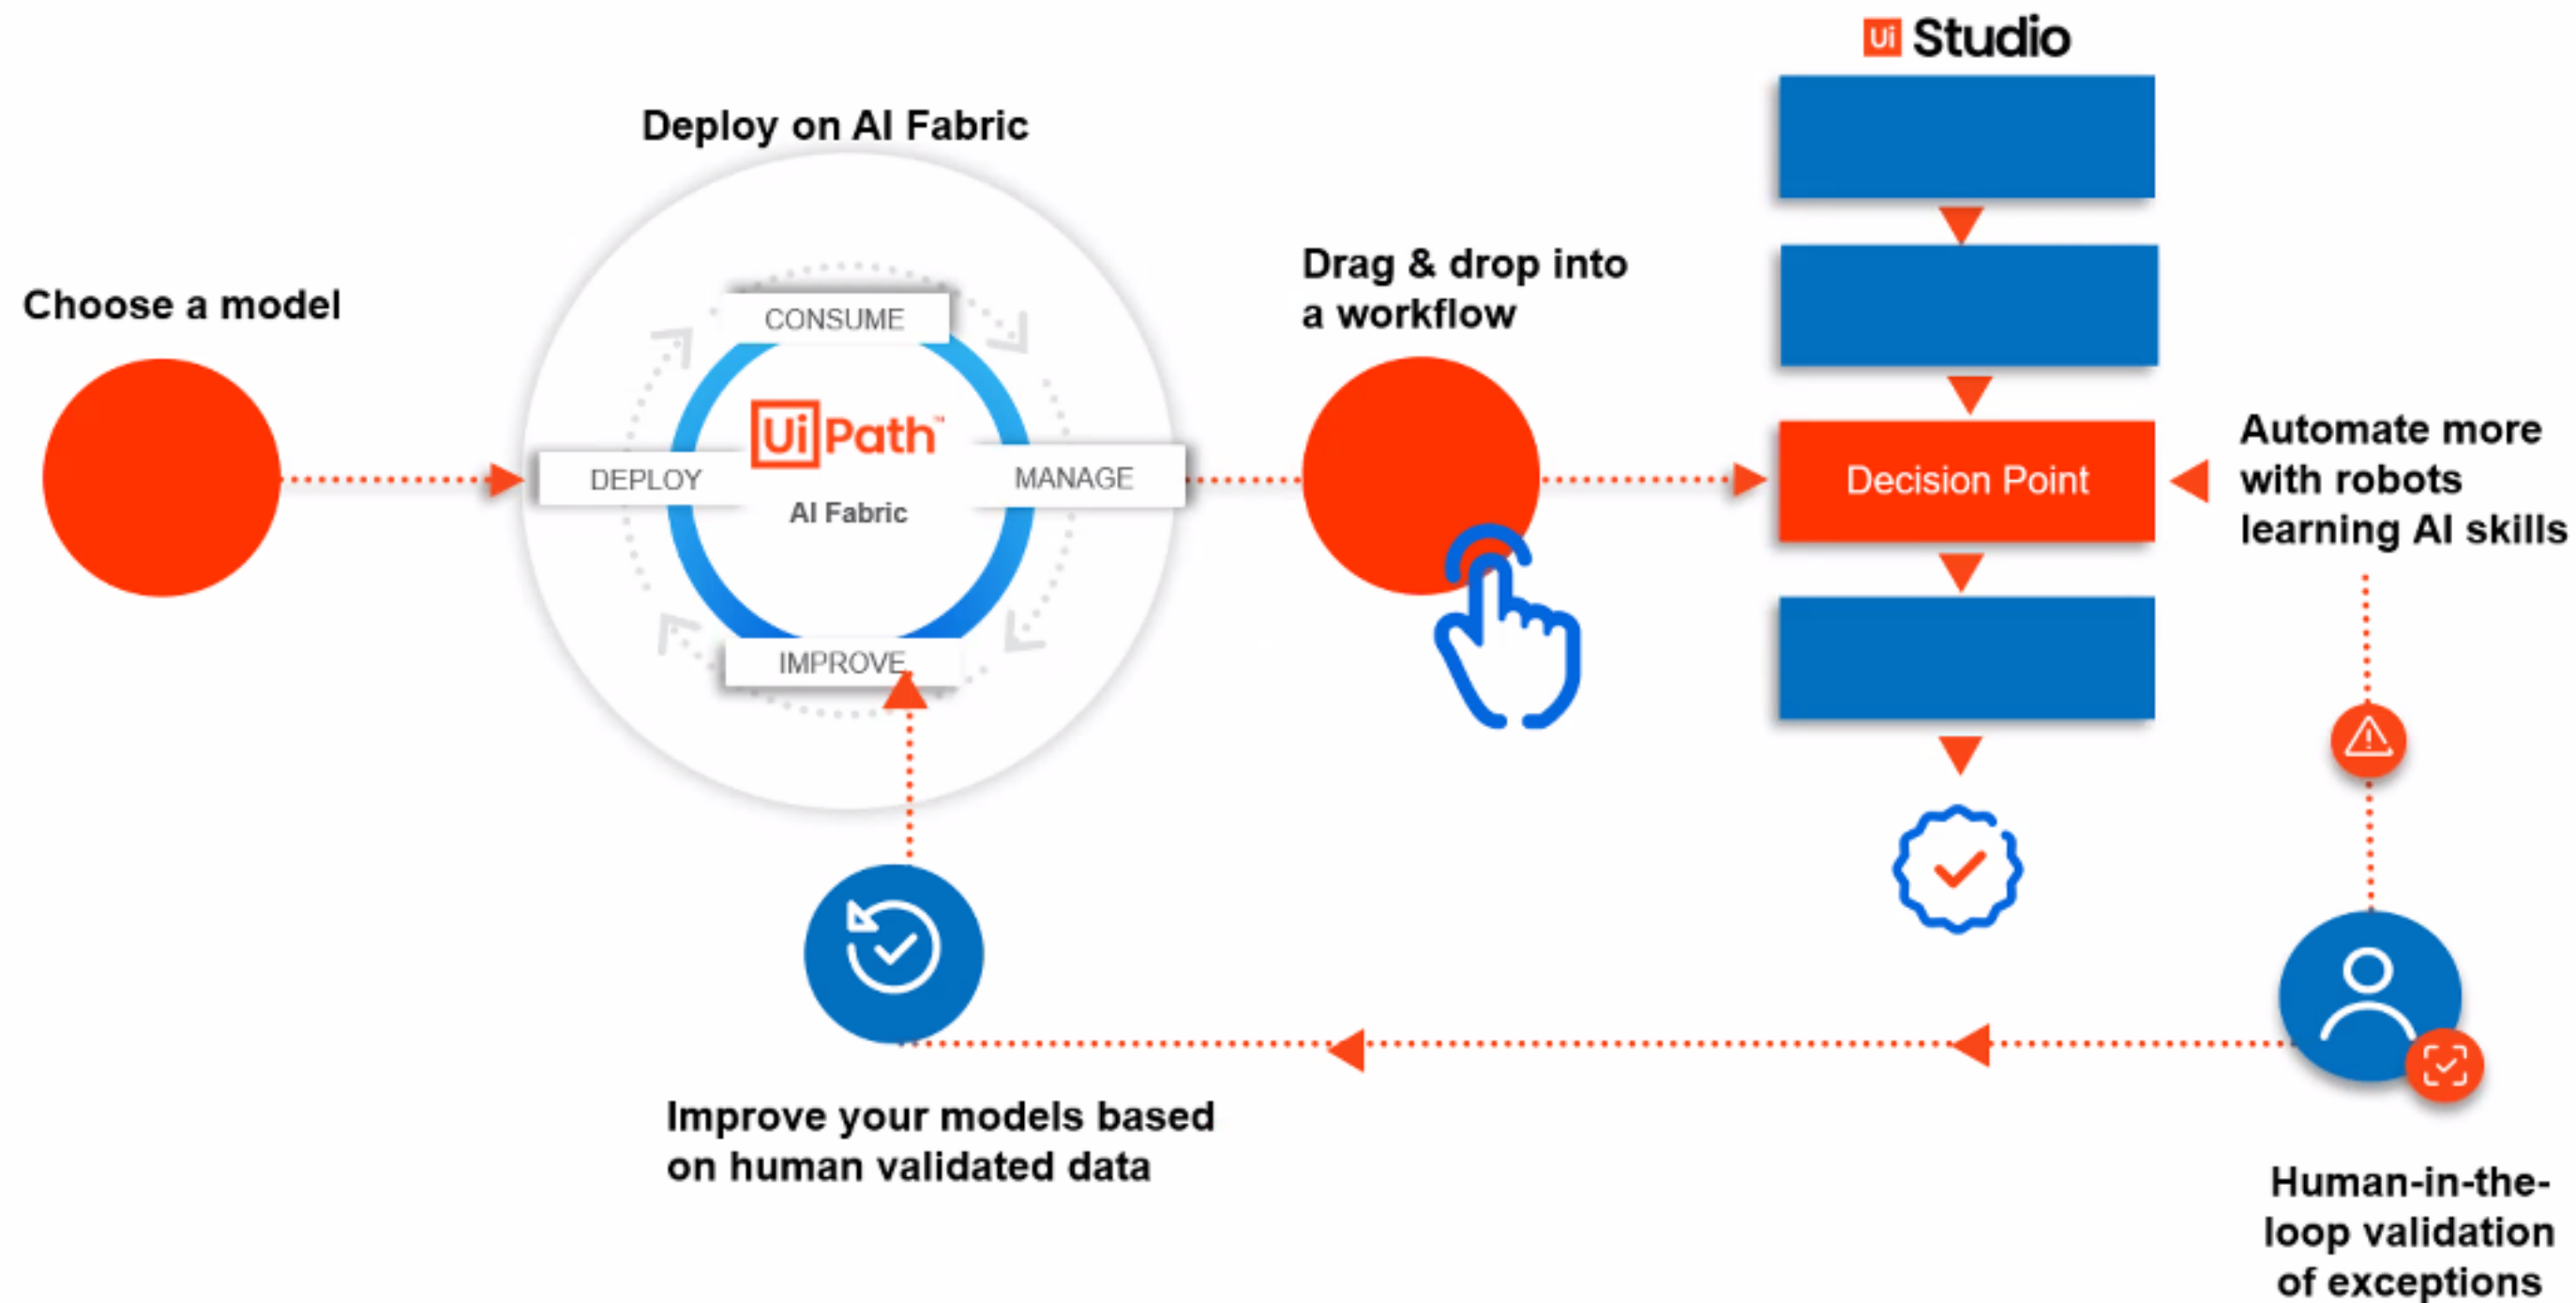 Ui Studio
Deploy on AI Fabric
Choose a model
CONSUME
UiPath™
AI Fabric
DEPLOY
MANAGE
IMPROVE
Drag & drop into
a workflow
Decision Point
Automate more
with robots
learning AI skills
Improve your models based
on human validated data
Human-in-the-
loop validation
of exceptions